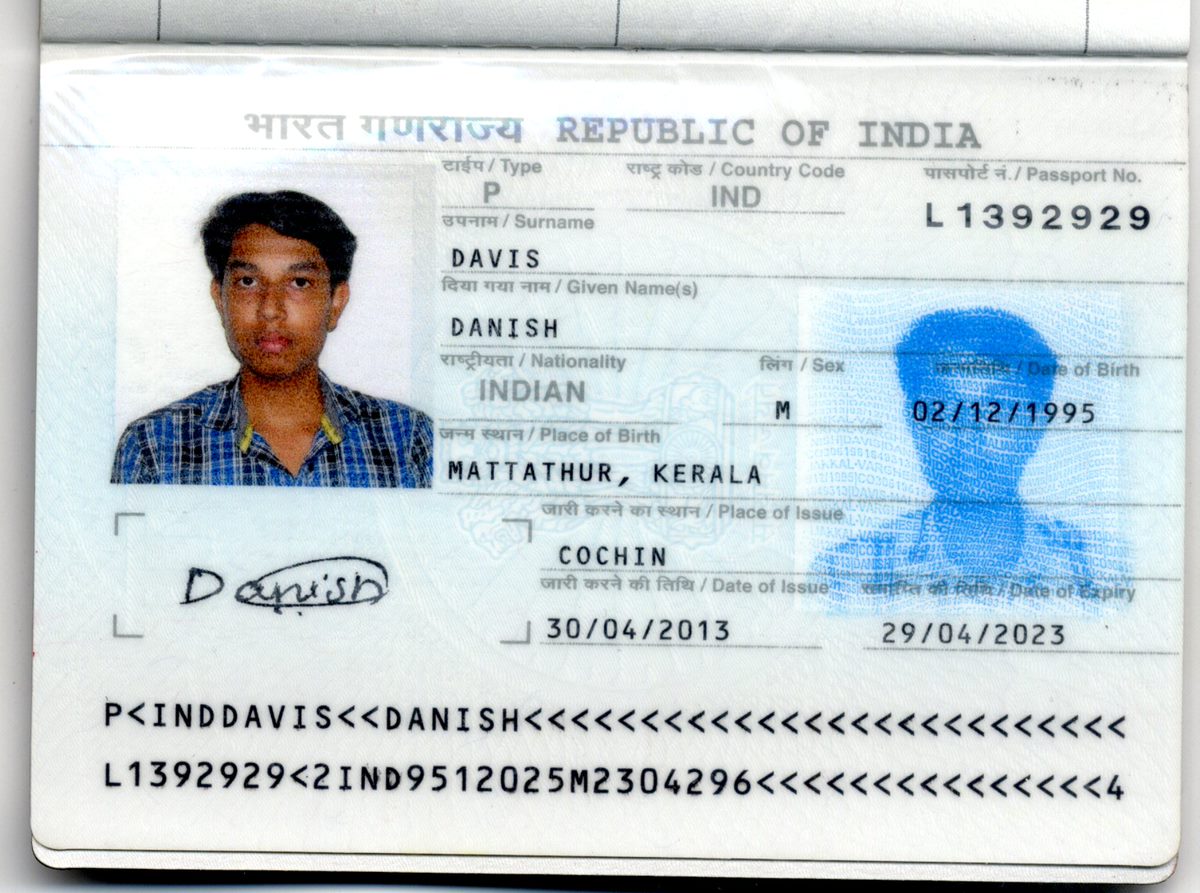 भारत गणराज्य REPUBLIC OF INDIA
टाईप / Type
राष्ट्र कोड / Country Code
पासपोर्ट नं. / Passport No.
P
IND
L1392929
उपनाम / Surname
DAVIS
दिया गया नाम / Given Name(s)
DANISH
राष्ट्रीयता / Nationality
लिंग / Sex
जन्मतिथि / Date of Birth
INDIAN
M
02/12/1995
जन्म स्थान / Place of Birth
MATTATHUR, KERALA
जारी करने का स्थान / Place of Issue
COCHIN
जारी करने की तिथि / Date of Issue
समाप्ति की तिथि / Date of Expiry
Danish
30/04/2013
29/04/2023
P<INDDAVIS<<DANISH<<<<<<<<<<<<<<<<<<<<<<<<<<
L1392929<2IND9512025M2304296<<<<<<<<<<<<<<<4